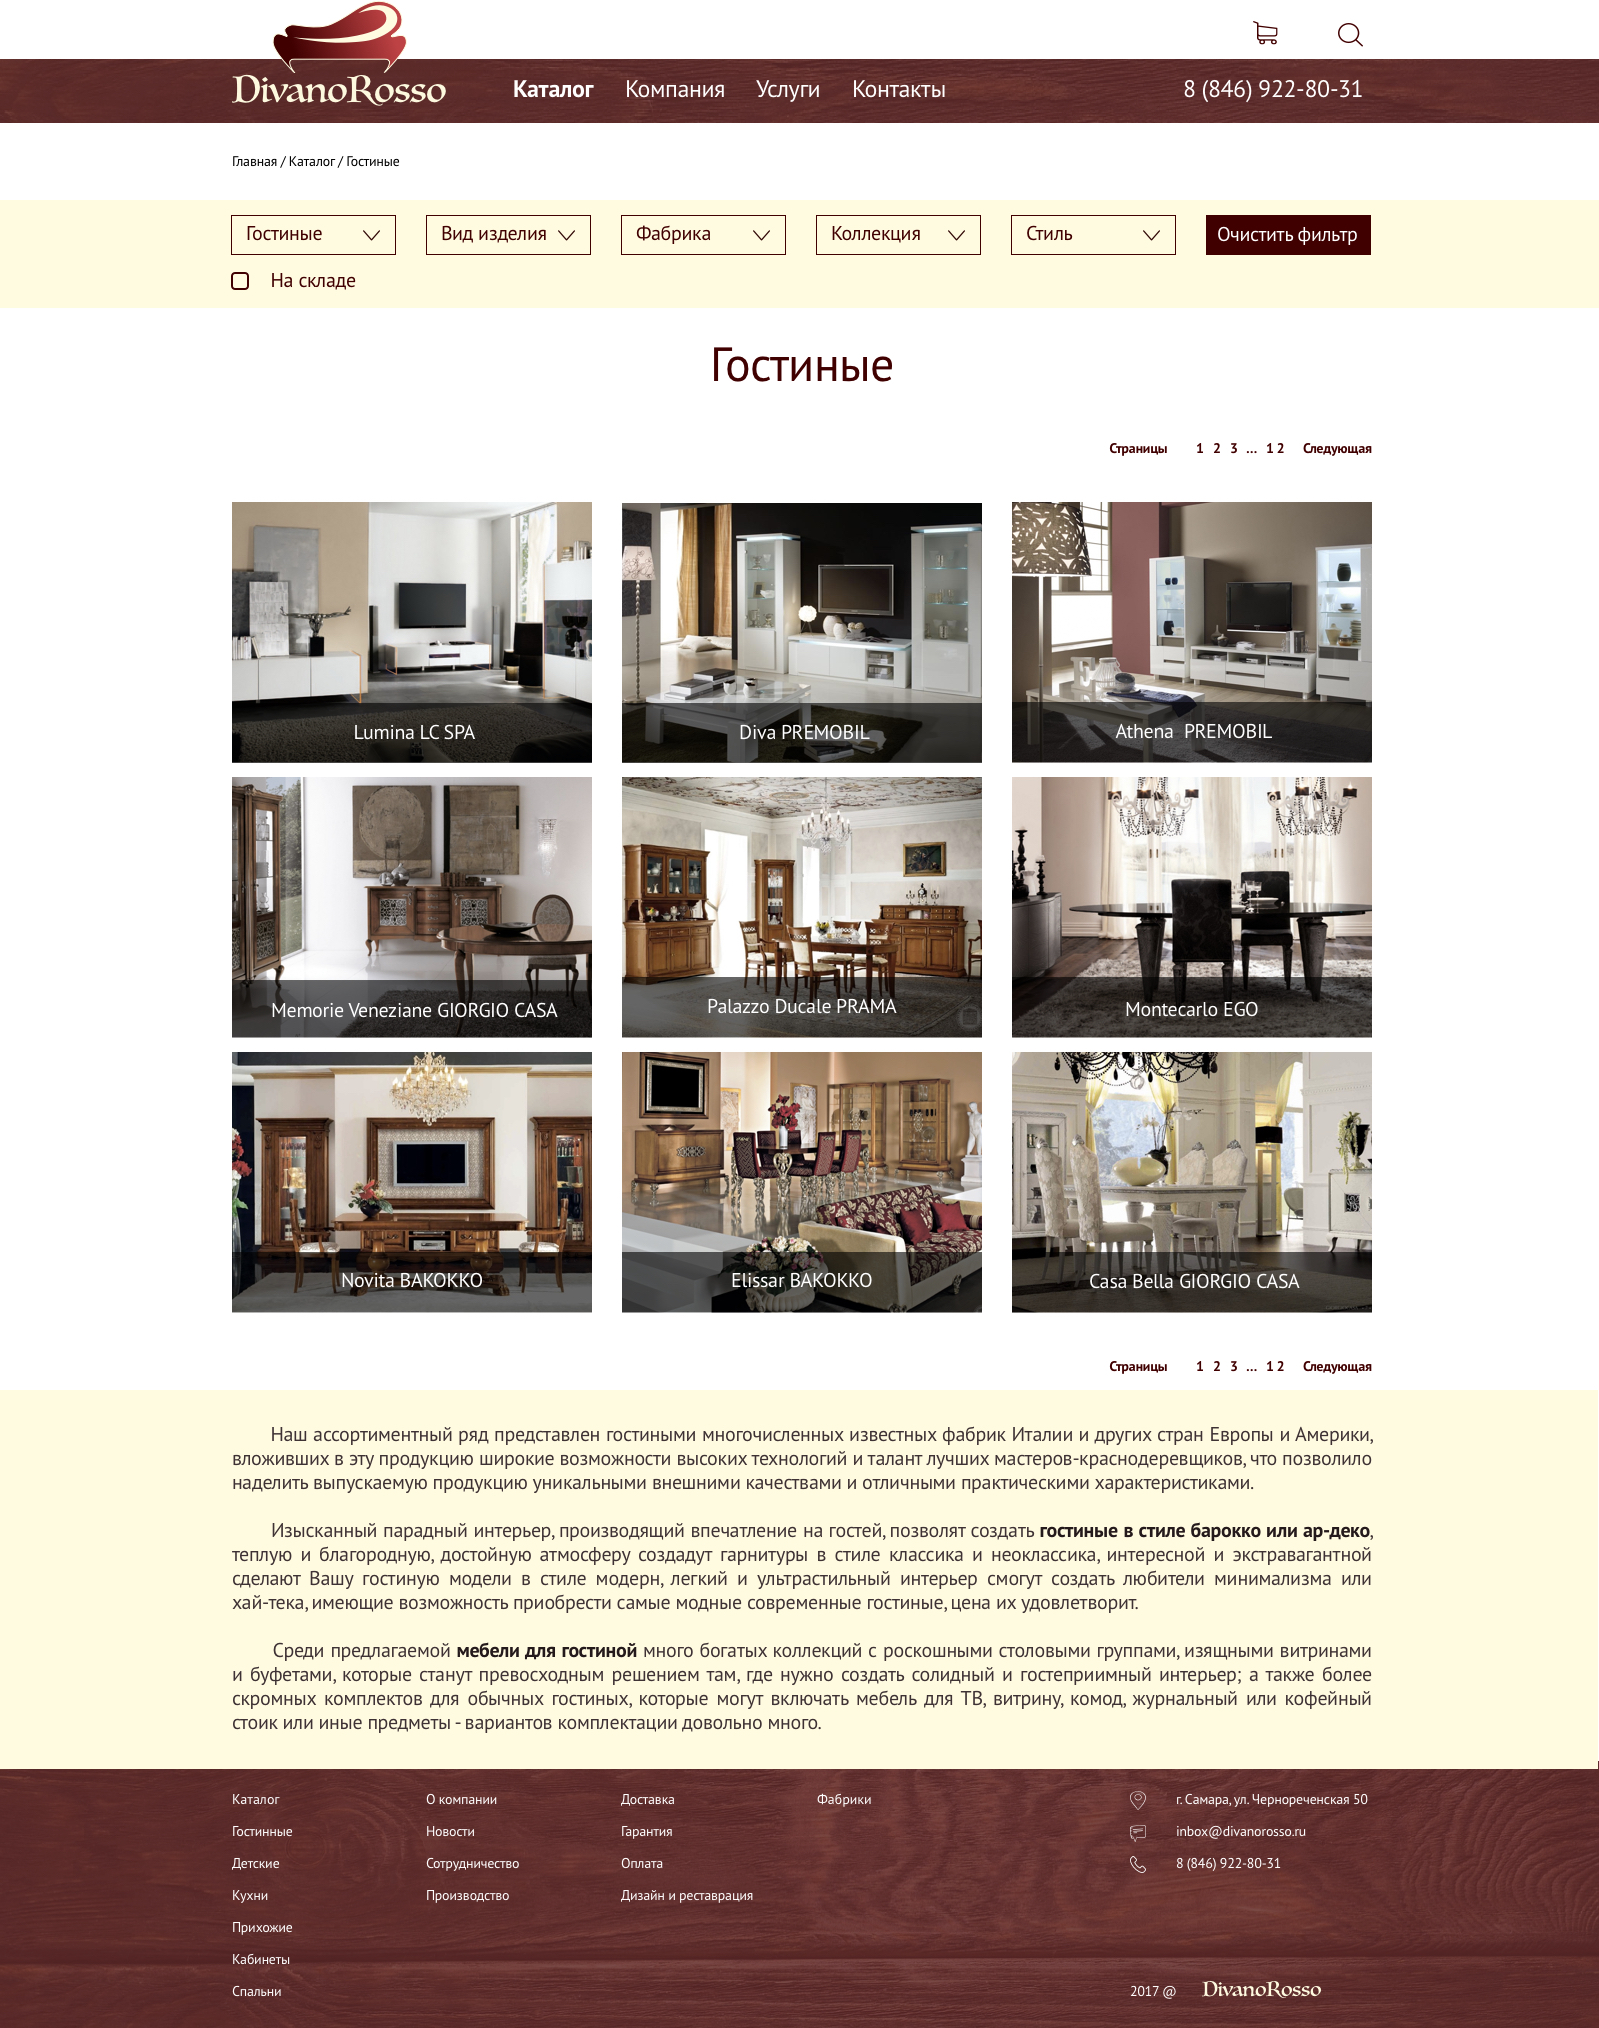 DivanoRosso
Каталог Компания Услуги Контакты 8 (846) 922-80-31
Главная / Каталог / Гостиные
Гостиные Вид изделия Фабрика Коллекция Стиль Очистить фильтр
На складе
Гостиные
Страницы 1 2 3 ... 12 Следующая
Lumina LC SPA Diva PREMOBIL Athena PREMOBIL
Memorie Veneziane GIORGIO CASA Palazzo Ducale PRAMA Montecarlo EGO
Novita BAKOKKO Elissar BAKOKKO Casa Bella GIORGIO CASA
Страницы 1 2 3 ... 12 Следующая
Наш ассортиментный ряд представлен гостиными многочисленных известных фабрик Италии и других стран Европы и Америки,
вложивших в эту продукцию широкие возможности высоких технологий и талант лучших мастеров-краснодеревщиков, что позволило
наделить выпускаемую продукцию уникальными внешними качествами и отличными практическими характеристиками.
Изысканный парадный интерьер, производящий впечатление на гостей, позволят создать гостиные в стиле барокко или ар-деко,
теплую и благородную, достойную атмосферу создадут гарнитуры в стиле классика и неоклассика, интересной и экстравагантной
сделают Вашу гостиную модели в стиле модерн, легкий и ультрастильный интерьер смогут создать любители минимализма или
хай-тека, имеющие возможность приобрести самые модные современные гостиные, цена их удовлетворит.
Среди предлагаемой мебели для гостиной много богатых коллекций с роскошными столовыми группами, изящными витринами
и буфетами, которые станут превосходным решением там, где нужно создать солидный и гостеприимный интерьер; а также более
скромных комплектов для обычных гостиных, которые могут включать мебель для ТВ, витрину, комод, журнальный или кофейный
стоик или иные предметы - вариантов комплектации довольно много.
Каталог О компании Доставка Фабрики г. Самара, ул. Чернореченская 50
Гостинные Новости Гарантия inbox@divanorosso.ru
Детские Сотрудничество Оплата 8 (846) 922-80-31
Кухни Производство Дизайн и реставрация
Прихожие
Кабинеты
Спальни 2017 @ DivanoRosso